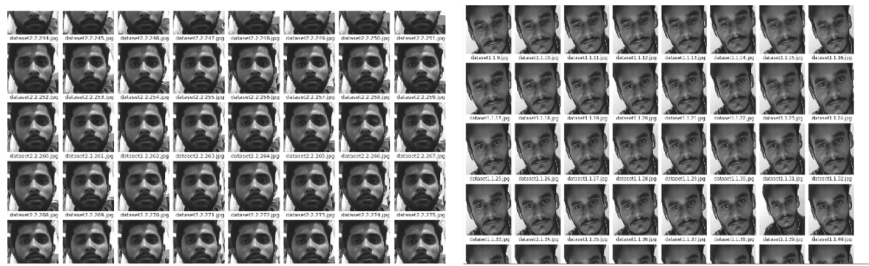 dataset2.2.244.jpg dataset2.2.245.jpg dataset2.2.246.jpg dataset2.2.247.jpg dataset2.2.248.jpg dataset2.2.249.jpg dataset2.2.250.jpg dataset2.2.251.jpg
dataset2.2.252.jpg dataset2.2.253.jpg dataset2.2.254.jpg dataset2.2.255.jpg dataset2.2.256.jpg dataset2.2.257.jpg dataset2.2.258.jpg dataset2.2.259.jpg
dataset2.2.260.jpg dataset2.2.261.jpg dataset2.2.262.jpg dataset2.2.263.jpg dataset2.2.264.jpg dataset2.2.265.jpg dataset2.2.266.jpg dataset2.2.267.jpg
dataset2.2.268.jpg dataset2.2.269.jpg dataset2.2.270.jpg dataset2.2.271.jpg dataset2.2.272.jpg dataset2.2.273.jpg dataset2.2.274.jpg dataset2.2.275.jpg
dataset1.1.9.jpg dataset1.1.10.jpg dataset1.1.11.jpg dataset1.1.12.jpg dataset1.1.13.jpg dataset1.1.14.jpg dataset1.1.15.jpg dataset1.1.16.jpg
dataset1.1.17.jpg dataset1.1.18.jpg dataset1.1.19.jpg dataset1.1.20.jpg dataset1.1.21.jpg dataset1.1.22.jpg dataset1.1.23.jpg dataset1.1.24.jpg
dataset1.1.25.jpg dataset1.1.26.jpg dataset1.1.27.jpg dataset1.1.28.jpg dataset1.1.29.jpg dataset1.1.30.jpg dataset1.1.31.jpg dataset1.1.32.jpg
dataset1.1.33.jpg dataset1.1.34.jpg dataset1.1.35.jpg dataset1.1.36.jpg dataset1.1.37.jpg dataset1.1.38.jpg dataset1.1.39.jpg dataset1.1.40.jpg